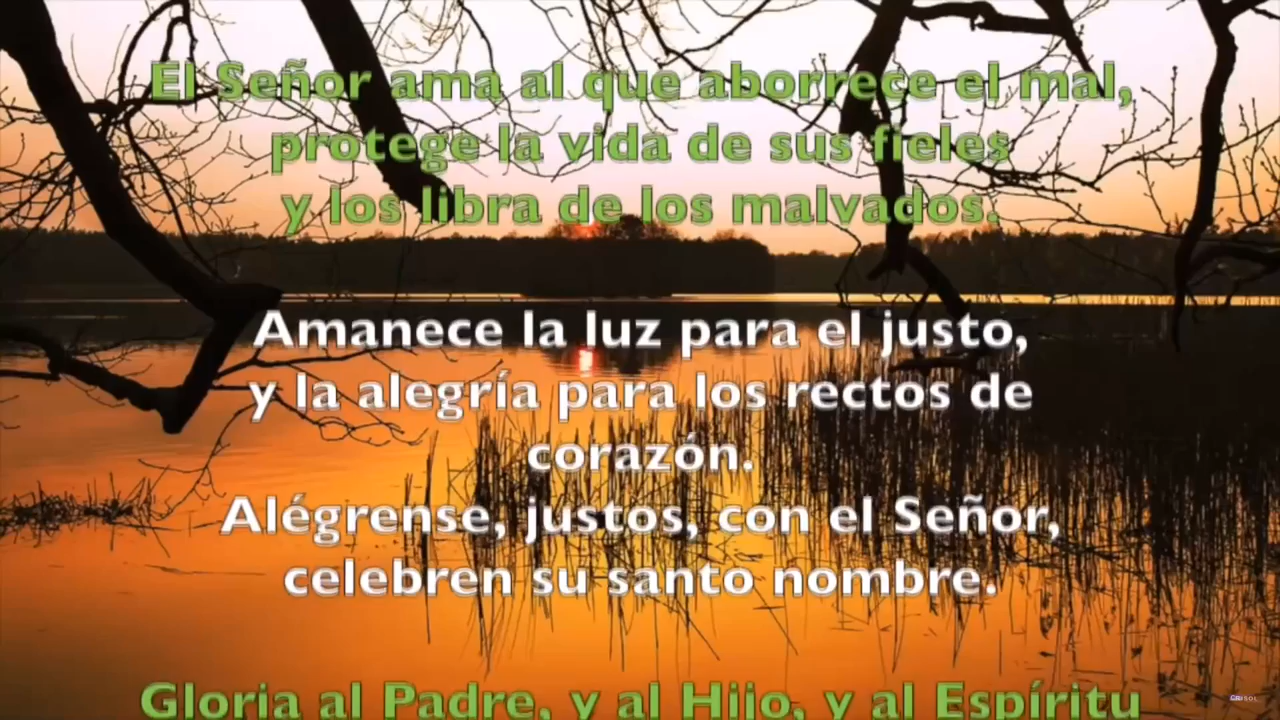 El Señor ama al que aborrece el mal,
protege la vida de sus fieles
y los libra de los malvados.
Amanece la luz para el justo,
y la alegría para los rectos de
corazón.
Alégrense, justos, con el Señor,
celebren su santo nombre.
Gloria al Padre, y al Hijo, y al Espíritu